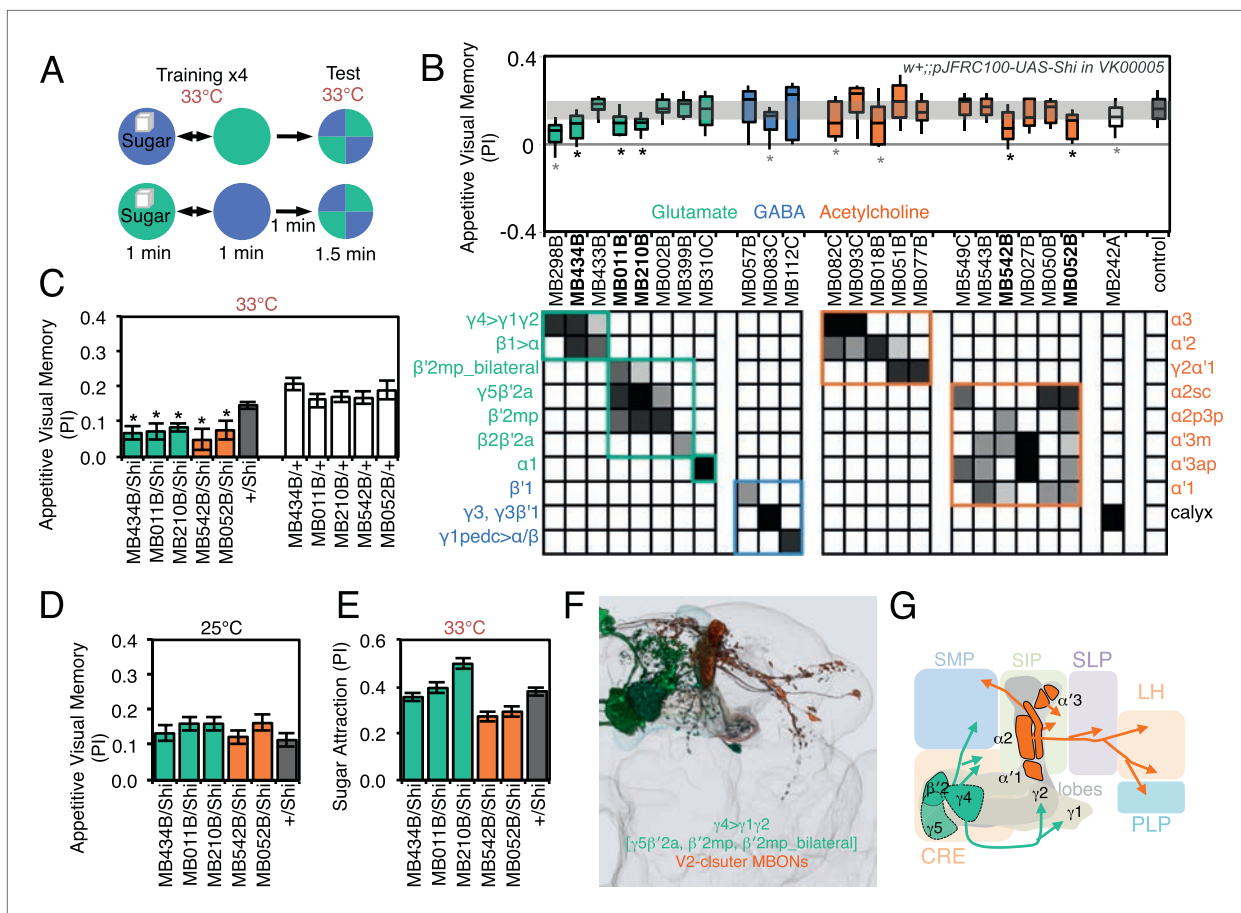 A
Training x4
33°C
Test
33°C
Sugar
Sugar
1 min
1 min
1 min
1.5 min
B
Appetitive Visual Memory
(PI)
0.4
0
-0.4
w+;;pJFRC100-UAS-Shi in VK00005
* * * * * * * * * *
Glutamate GABA Acetylcholine
MB298B
MB434B
MB433B
MB011B
MB210B
MB002B
MB399B
MB310C
MB057B
MB083C
MB112C
MB082C
MB093C
MB018B
MB051B
MB077B
MB549C
MB543B
MB542B
MB027B
MB050B
MB052B
MB242A
control
γ4>γ1γ2
β1>α
β'2mp_bilateral
γ5β'2a
β'2mp
β2β'2a
α1
β'1
γ3, γ3β'1
γ1pedc>α/β
α3
α'2
γ2α'1
α2sc
α2p3p
α'3m
α'3ap
α'1
calyx
C
33°C
Appetitive Visual Memory
(PI)
0.4
0.3
0.2
0.1
0.0
* * * * *
MB434B/Shi
MB011B/Shi
MB210B/Shi
MB542B/Shi
MB052B/Shi
+/Shi
MB434B/+
MB011B/+
MB210B/+
MB542B/+
MB052B/+
D
25°C
Appetitive Visual Memory
(PI)
0.4
0.3
0.2
0.1
0.0
MB434B/Shi
MB011B/Shi
MB210B/Shi
MB542B/Shi
MB052B/Shi
+/Shi
E
33°C
Sugar Attraction (PI)
0.6
0.4
0.2
0.0
MB434B/Shi
MB011B/Shi
MB210B/Shi
MB542B/Shi
MB052B/Shi
+/Shi
F
γ4>γ1γ2
[γ5β'2a, β'2mp, β'2mp_bilateral]
V2-clsuter MBONs
G
SMP
SIP
SLP
LH
α'3
α2
α'1
β'2
γ4
γ5
γ2
lobes
γ1
PLP
CRE